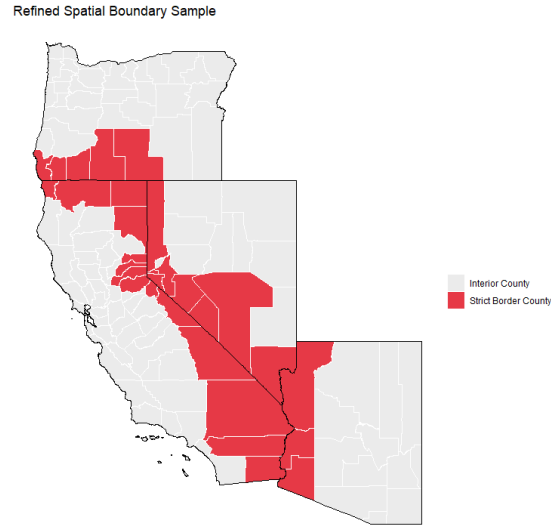 Refined Spatial Boundary Sample
Interior County
Strict Border County